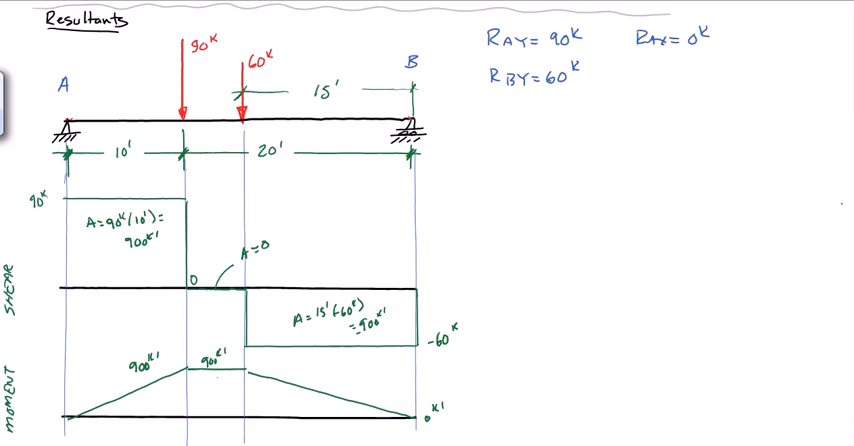 Resultants
90K
60K
A
B
15'
10'
20'
RAY = 90K
RAX = 0K
RBY = 60K
90K
A = 90K(10') =
900K'
0
A = 0
A = 15'(-60K)
= -900K'
-60K
SHEAR
900K'
900K'
0K'
MOMENT